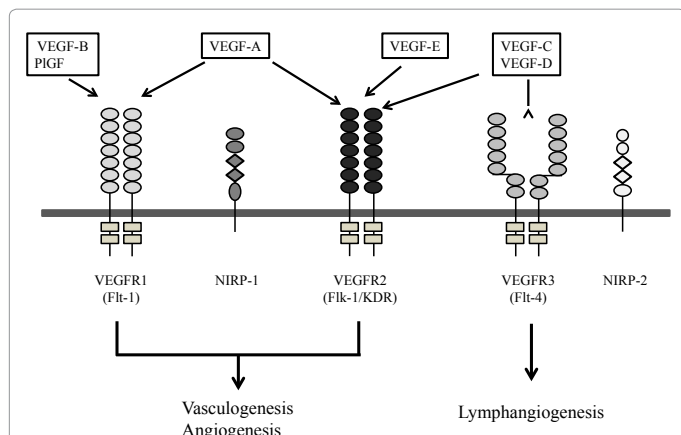 VEGF-B
PlGF
VEGF-A
VEGF-E
VEGF-C
VEGF-D
VEGFR1
(Flt-1)
NIRP-1
VEGFR2
(Flk-1/KDR)
VEGFR3
(Flt-4)
NIRP-2
Vasculogenesis
Angiogenesis
Lymphangiogenesis